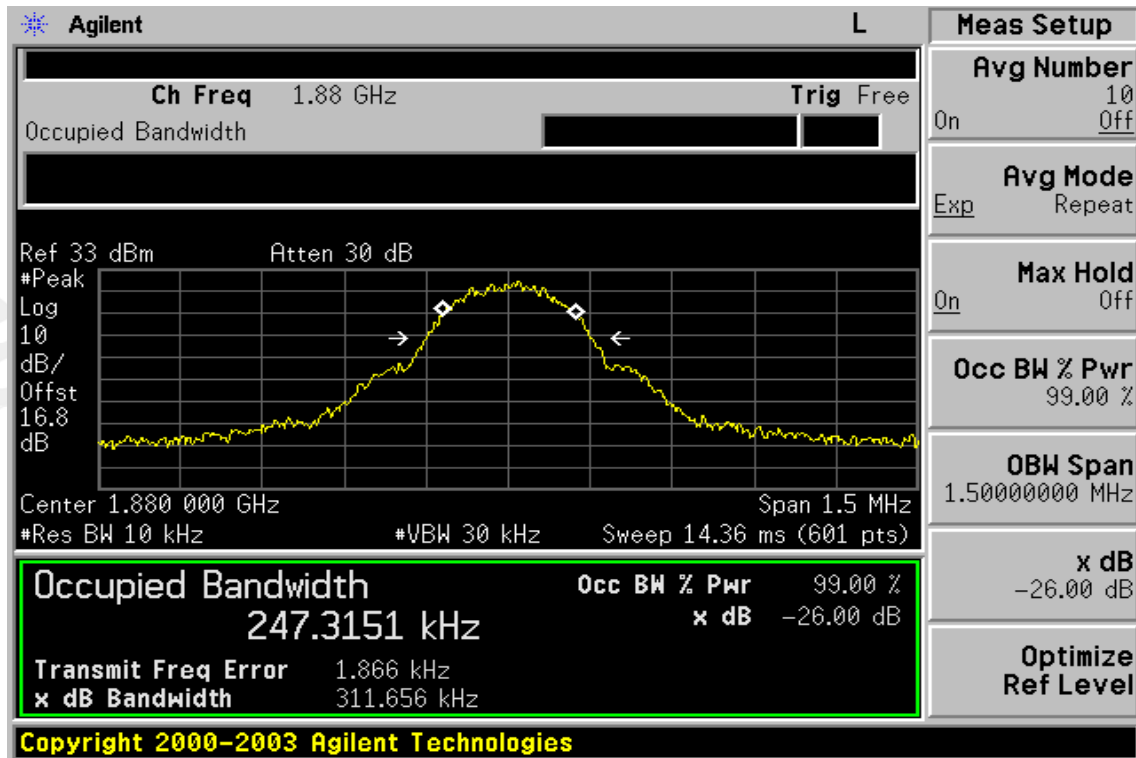 Agilent L
Ch Freq 1.88 GHz Trig Free
Occupied Bandwidth
Ref 33 dBm Atten 30 dB
#Peak
Log
10
dB/
Offst
16.8
dB
Center 1.880 000 GHz Span 1.5 MHz
#Res BW 10 kHz #VBW 30 kHz Sweep 14.36 ms (601 pts)
Occupied Bandwidth Occ BW % Pwr 99.00 %
247.3151 kHz x dB -26.00 dB
Transmit Freq Error 1.866 kHz
x dB Bandwidth 311.656 kHz
Copyright 2000-2003 Agilent Technologies
Meas Setup
Avg Number
10
On Off
Avg Mode
Exp Repeat
Max Hold
On Off
Occ BW % Pwr
99.00 %
OBW Span
1.50000000 MHz
x dB
-26.00 dB
Optimize
Ref Level